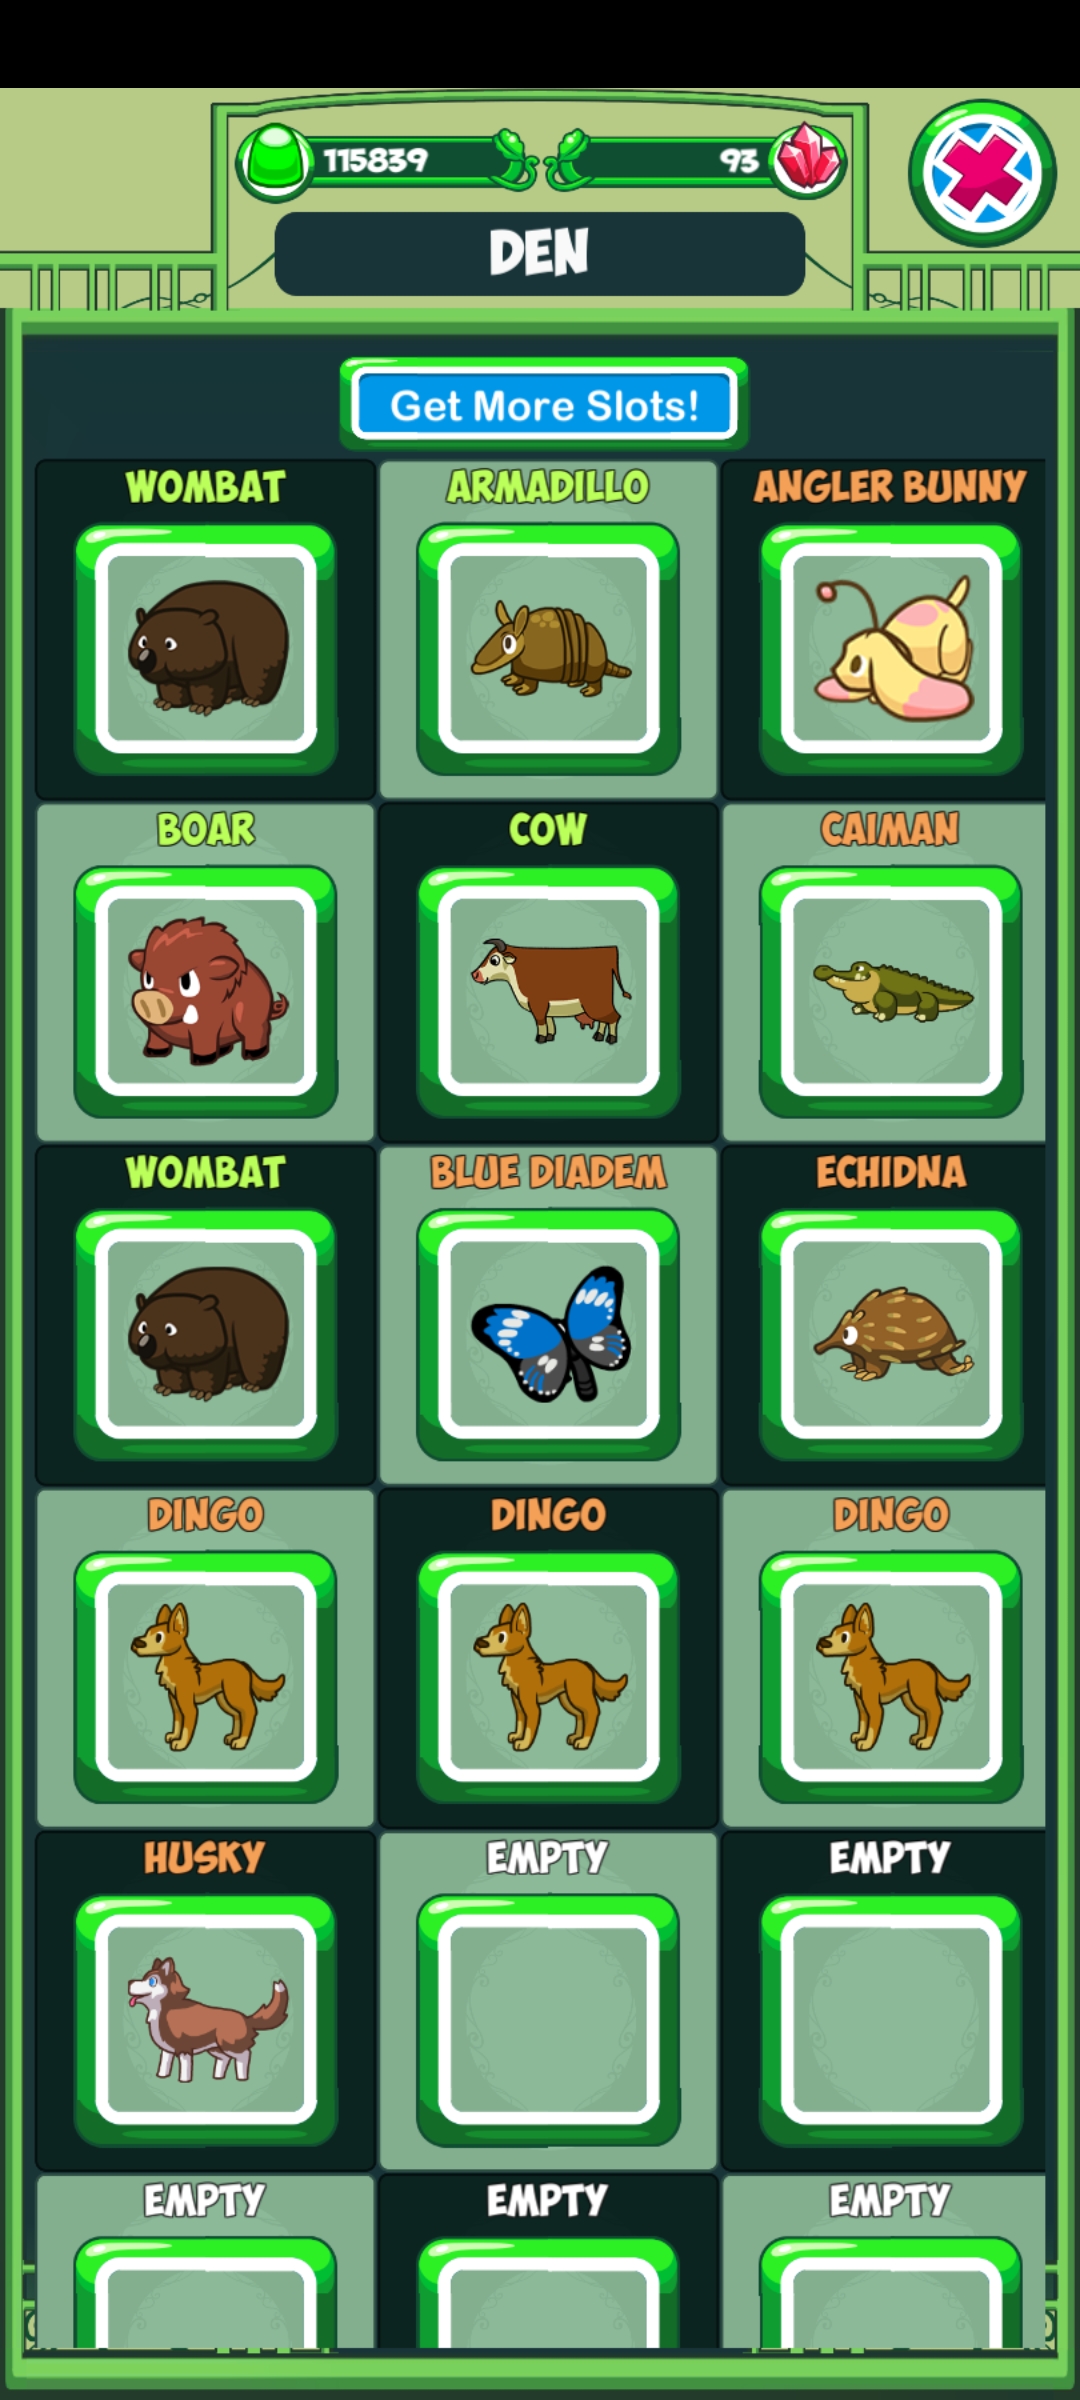 115839
93
DEN
Get More Slots!
WOMBAT
ARMADILLO
ANGLER BUNNY
BOAR
COW
CAIMAN
WOMBAT
BLUE DIADEM
ECHIDNA
DINGO
DINGO
DINGO
HUSKY
EMPTY
EMPTY
EMPTY
EMPTY
EMPTY